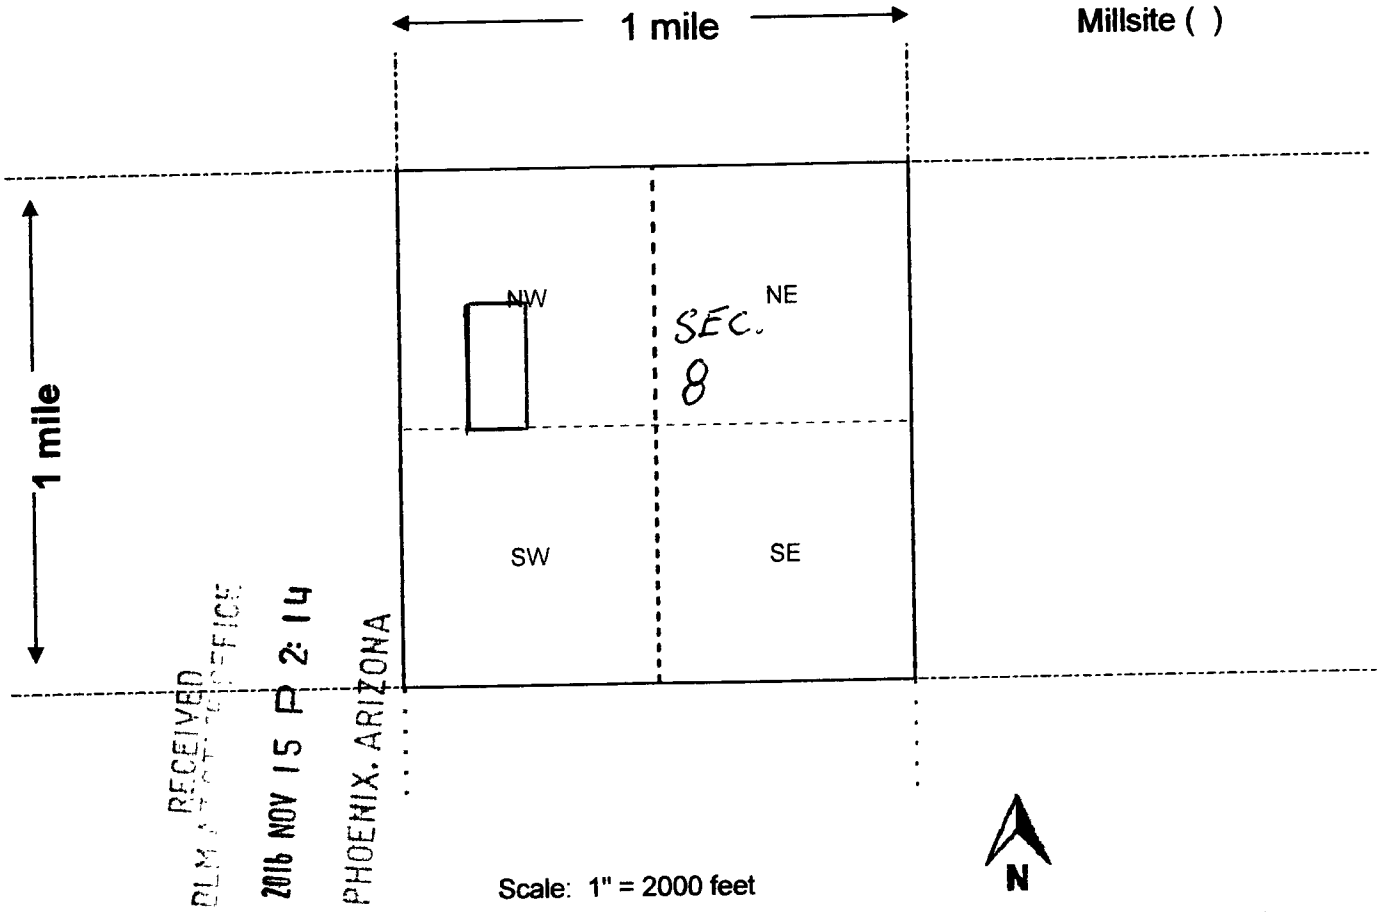 1 mile
Millsite ( )
1 mile
NW
NE
SEC.
8
SW
SE
RECEIVED
OFFICE
2016 NOV 15 P 2:14
PHOENIX, ARIZONA
Scale: 1" = 2000 feet
N